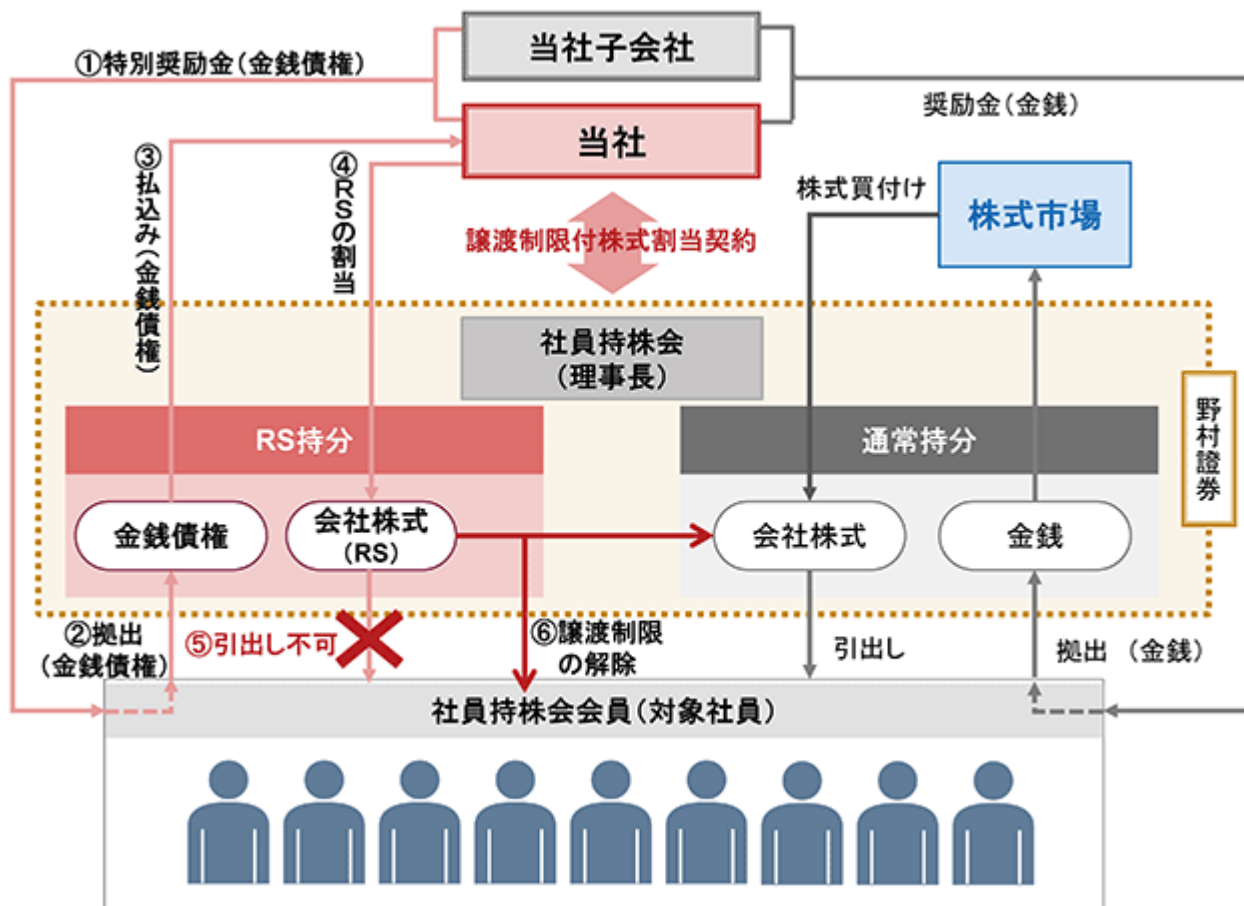 当社子会社
①特別奨励金(金銭債権)
奨励金(金銭)
当社
③払込み(金銭債権)
④RSの割当
株式買付け
株式市場
譲渡制限付株式割当契約
社員持株会
(理事長)
野村證券
RS持分
通常持分
金銭債権
会社株式
(RS)
会社株式
金銭
②拠出
(金銭債権)
⑤引出し不可
⑥譲渡制限
の解除
引出し
拠出 (金銭)
社員持株会会員(対象社員)